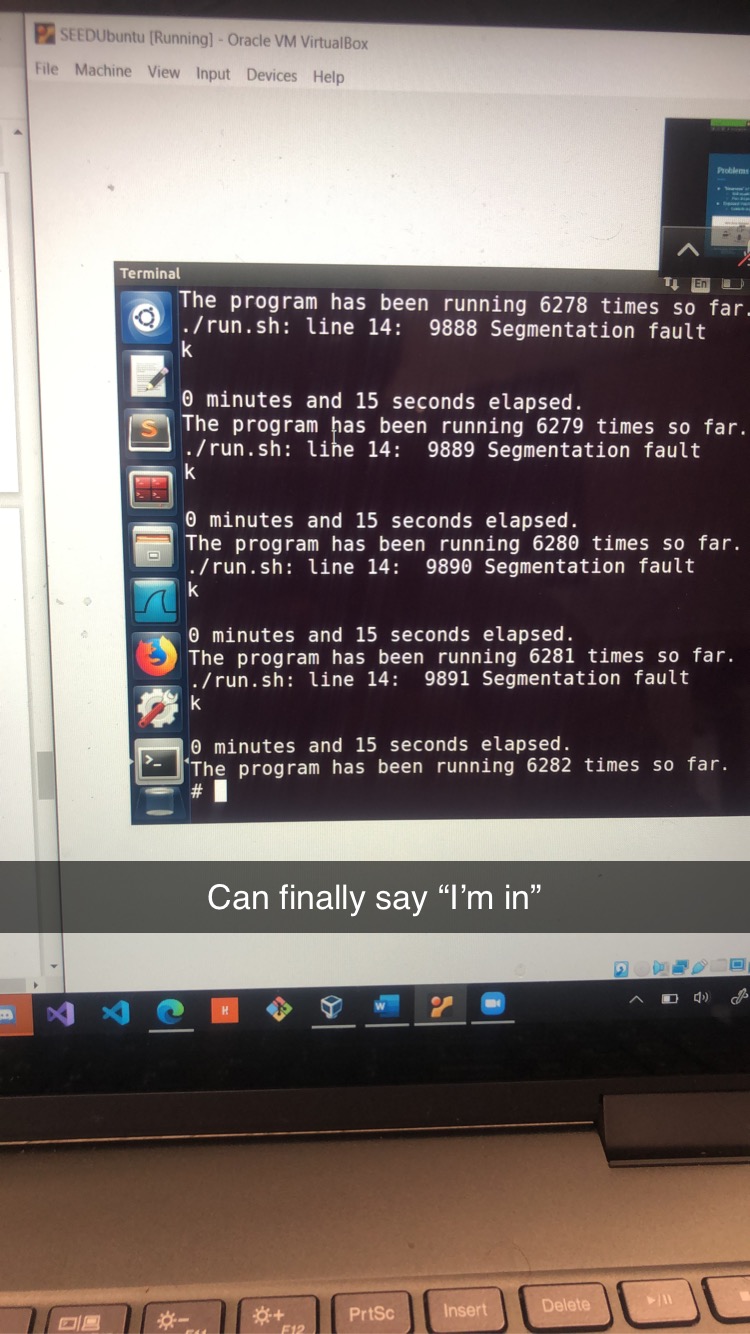 SEEDUbuntu [Running] - Oracle VM VirtualBox
File Machine View Input Devices Help
Problems
Terminal
En
The program has been running 6278 times so far.
./run.sh: line 14:  9888 Segmentation fault
k
0 minutes and 15 seconds elapsed.
The program has been running 6279 times so far.
./run.sh: line 14:  9889 Segmentation fault
k
0 minutes and 15 seconds elapsed.
The program has been running 6280 times so far.
./run.sh: line 14:  9890 Segmentation fault
k
0 minutes and 15 seconds elapsed.
The program has been running 6281 times so far.
./run.sh: line 14:  9891 Segmentation fault
k
0 minutes and 15 seconds elapsed.
The program has been running 6282 times so far.
#
Can finally say “I’m in”
F11 F12 PrtSc Insert Delete